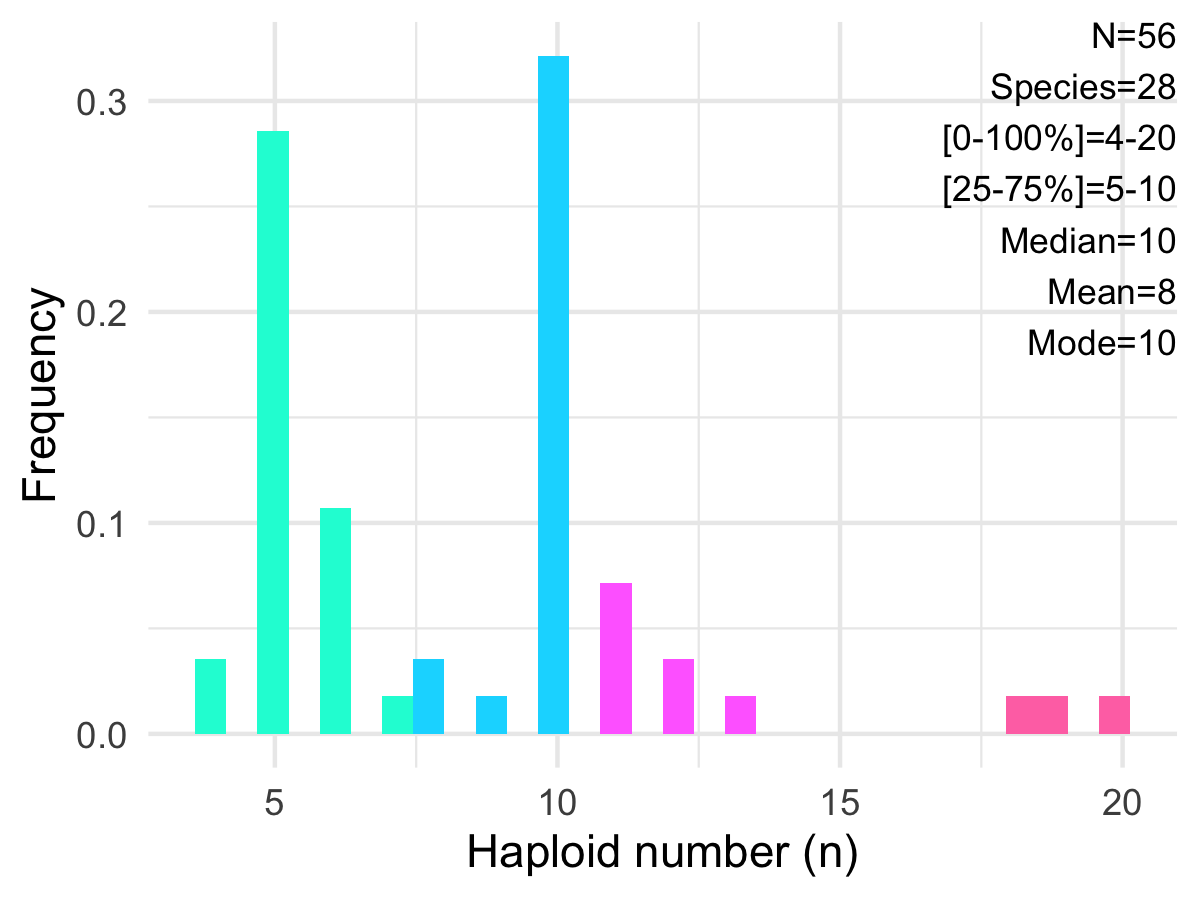 N=56
Species=28
[0-100%]=4-20
[25-75%]=5-10
Median=10
Mean=8
Mode=10
Frequency
0.3
0.2
0.1
0.0
5 10 15 20
Haploid number (n)